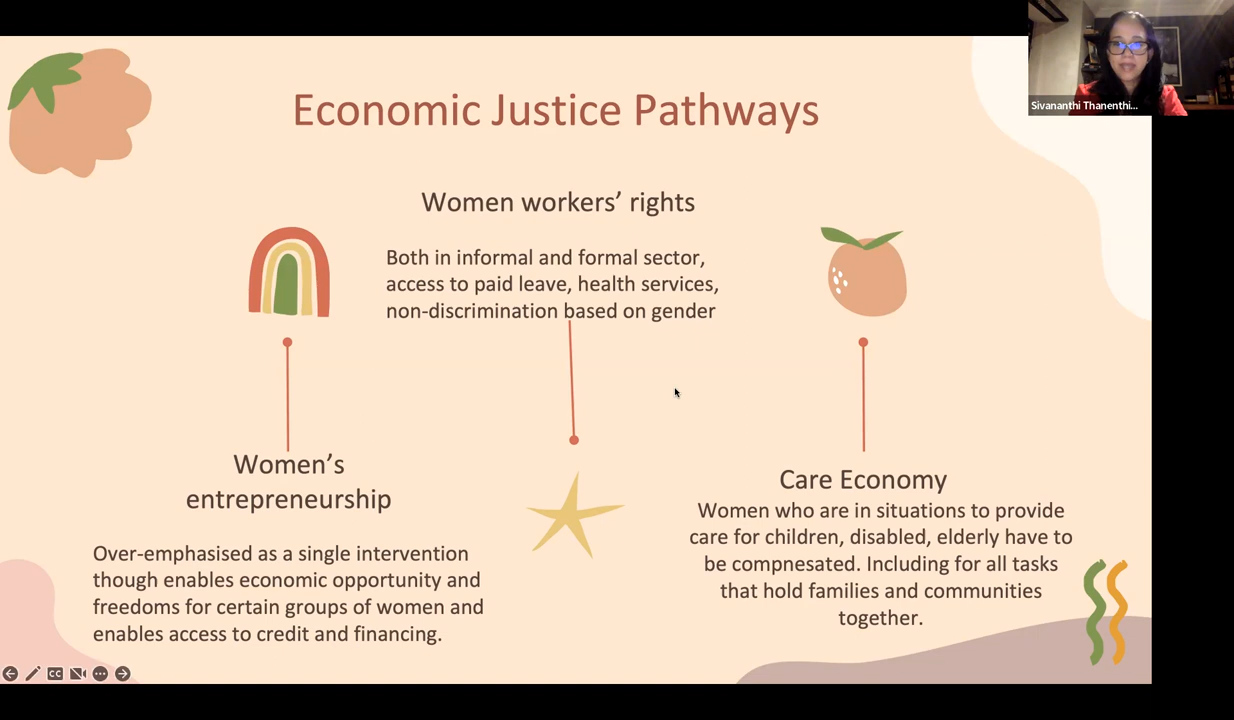 Sivananthi Thanenthi...
Economic Justice Pathways
Women workers’ rights
Both in informal and formal sector,
access to paid leave, health services,
non-discrimination based on gender
Women’s
entrepreneurship
Over-emphasised as a single intervention
though enables economic opportunity and
freedoms for certain groups of women and
enables access to credit and financing.
Care Economy
Women who are in situations to provide
care for children, disabled, elderly have to
be compnesated. Including for all tasks
that hold families and communities
together.
CC